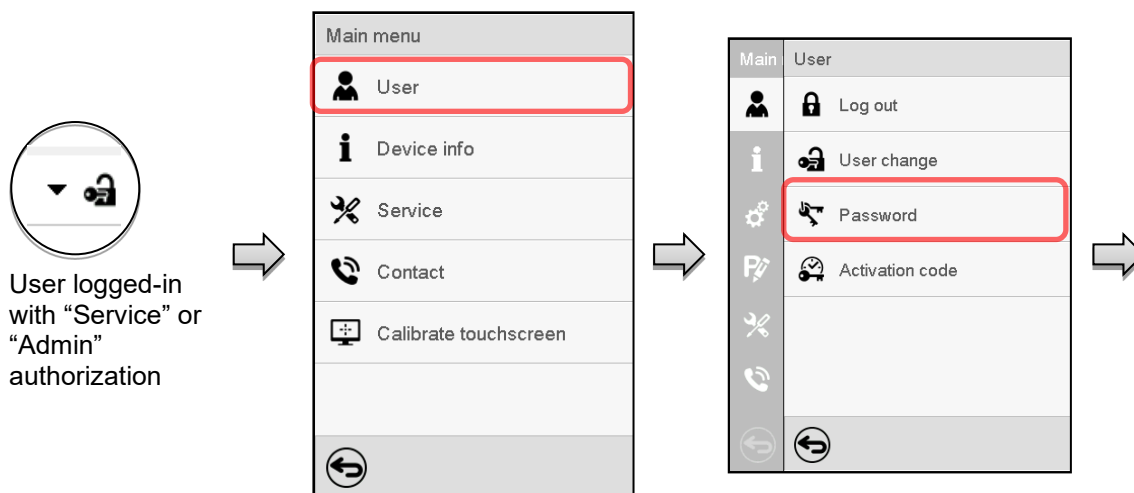 User logged-in
with “Service” or
“Admin”
authorization
Main menu
User
Device info
Service
Contact
Calibrate touchscreen
Main
User
Log out
User change
Password
Activation code